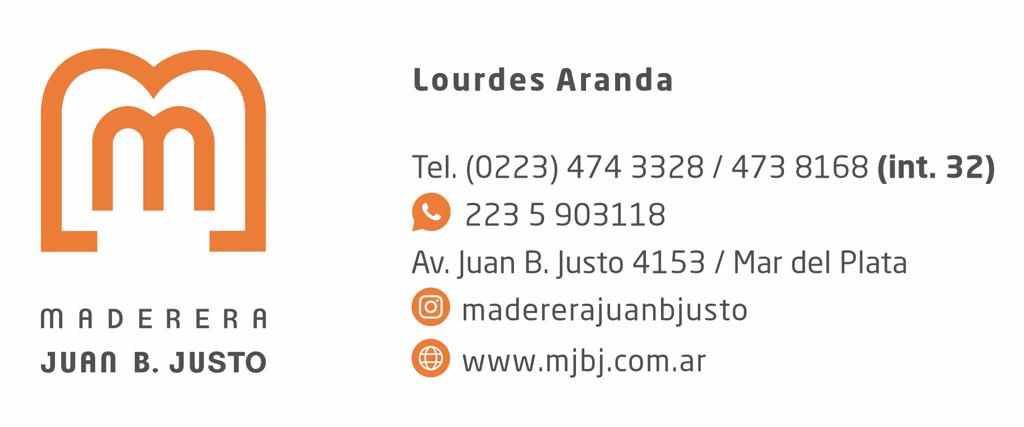 Lourdes Aranda
Tel. (0223) 474 3328 / 473 8168 (int. 32)
223 5 903118
Av. Juan B. Justo 4153 / Mar del Plata
madererajuanbjusto
www.mjbj.com.ar
MADERERA
JUAN B. JUSTO